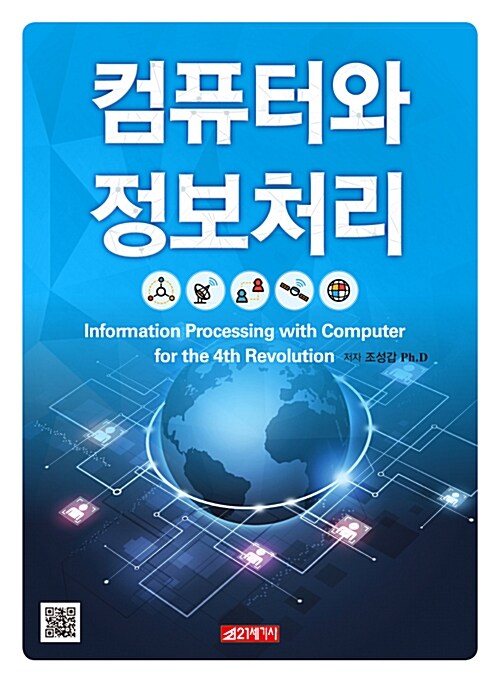 컴퓨터와
정보처리
Information Processing with Computer
for the 4th Revolution 저자 조성갑 Ph.D
21세기사